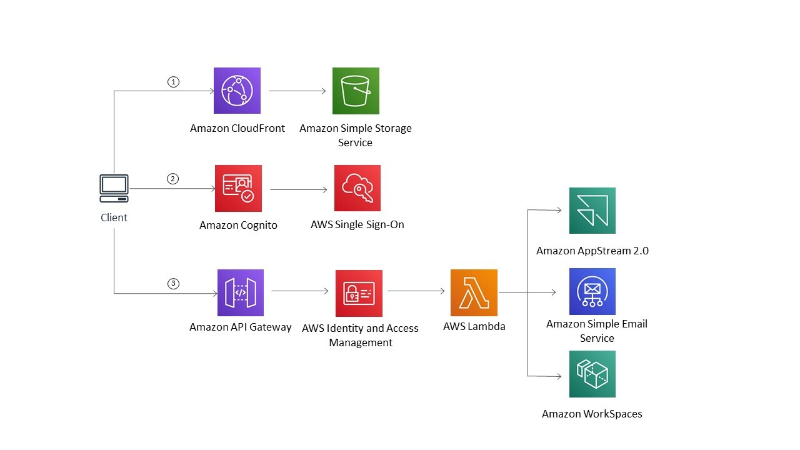 1
Amazon CloudFront
Amazon Simple Storage
Service
2
Client
Amazon Cognito
AWS Single Sign-On
Amazon AppStream 2.0
3
Amazon API Gateway
AWS Identity and Access
Management
AWS Lambda
Amazon Simple Email
Service
Amazon WorkSpaces